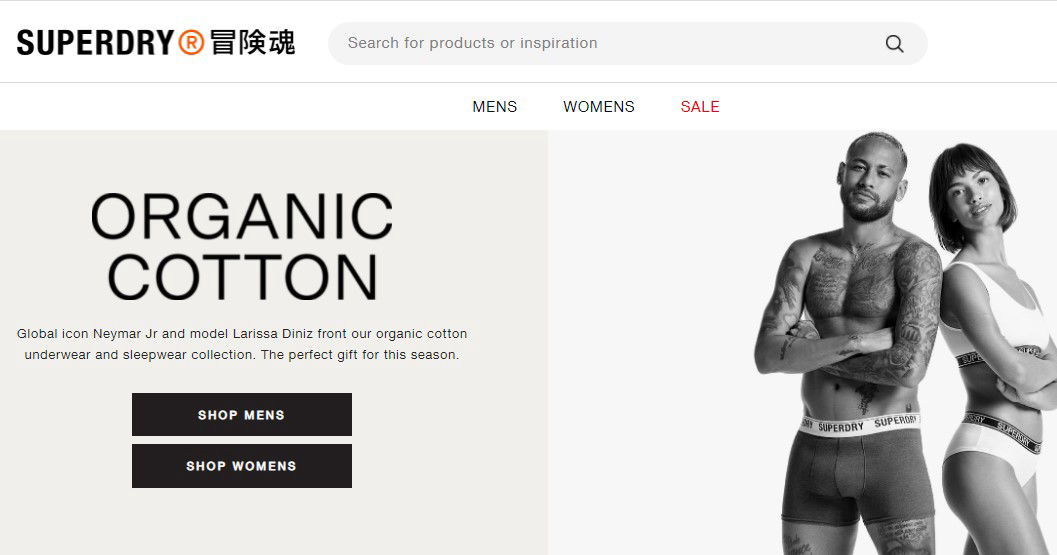 SUPERDRY® 冒険魂
Search for products or inspiration
MENS WOMENS SALE
ORGANIC
COTTON
Global icon Neymar Jr and model Larissa Diniz front our organic cotton
underwear and sleepwear collection. The perfect gift for this season.
SHOP MENS
SHOP WOMENS
SUPERDRY SUPERDRY
SUPERDRY